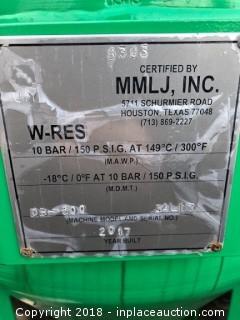 CERTIFIED BY
MMLJ, INC.
5711 SCHURMIER ROAD
HOUSTON, TEXAS 77048
(713) 869-2227
W-RES
10 BAR / 150 P.S.I.G. AT 149°C / 300°F
(M.A.W.P.)
-18°C / 0°F AT 10 BAR / 150 P.S.I.G.
(M.D.M.T.)
(MACHINE MODEL AND SERIAL NO.)
2017
YEAR BUILT
Copyright 2018 - inplaceauction.com